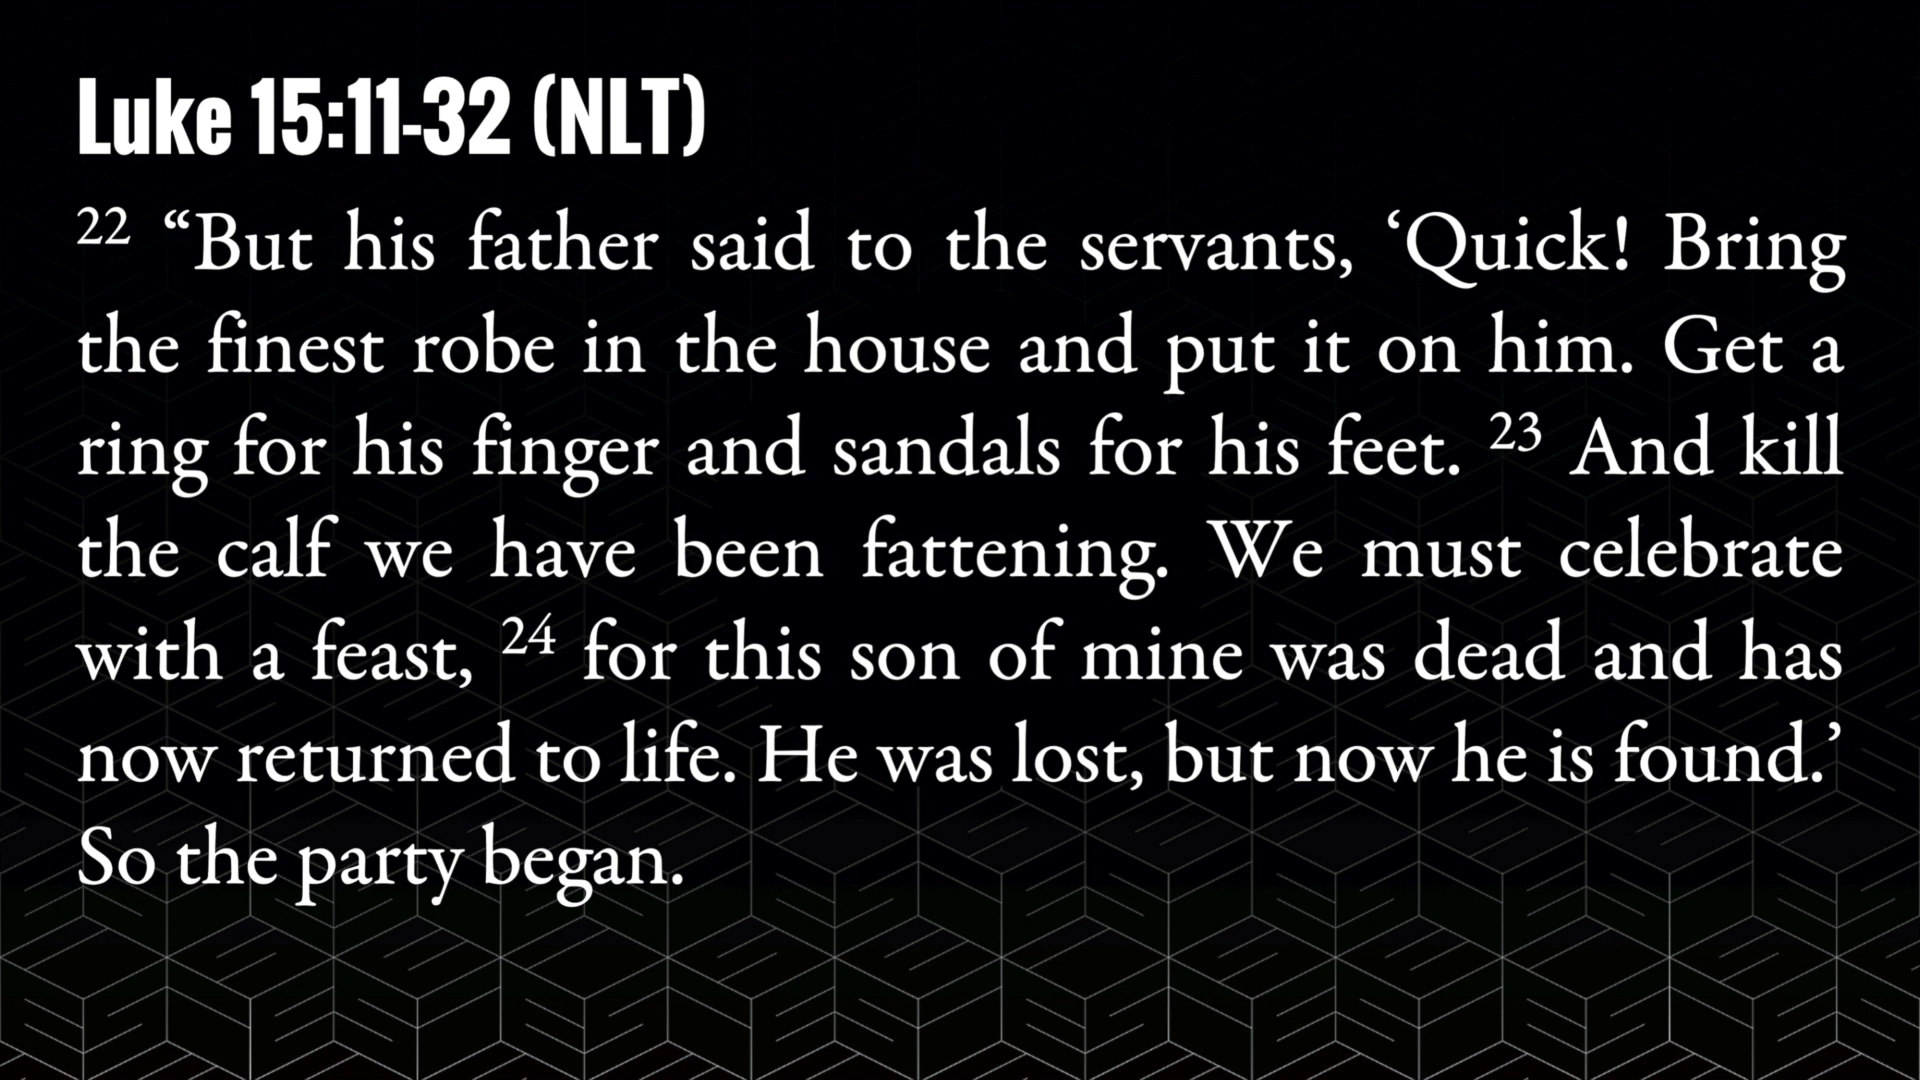 Luke 15:11-32 (NLT)
22 “But his father said to the servants, ‘Quick! Bring
the finest robe in the house and put it on him. Get a
ring for his finger and sandals for his feet. 23 And kill
the calf we have been fattening. We must celebrate
with a feast, 24 for this son of mine was dead and has
now returned to life. He was lost, but now he is found.’
So the party began.